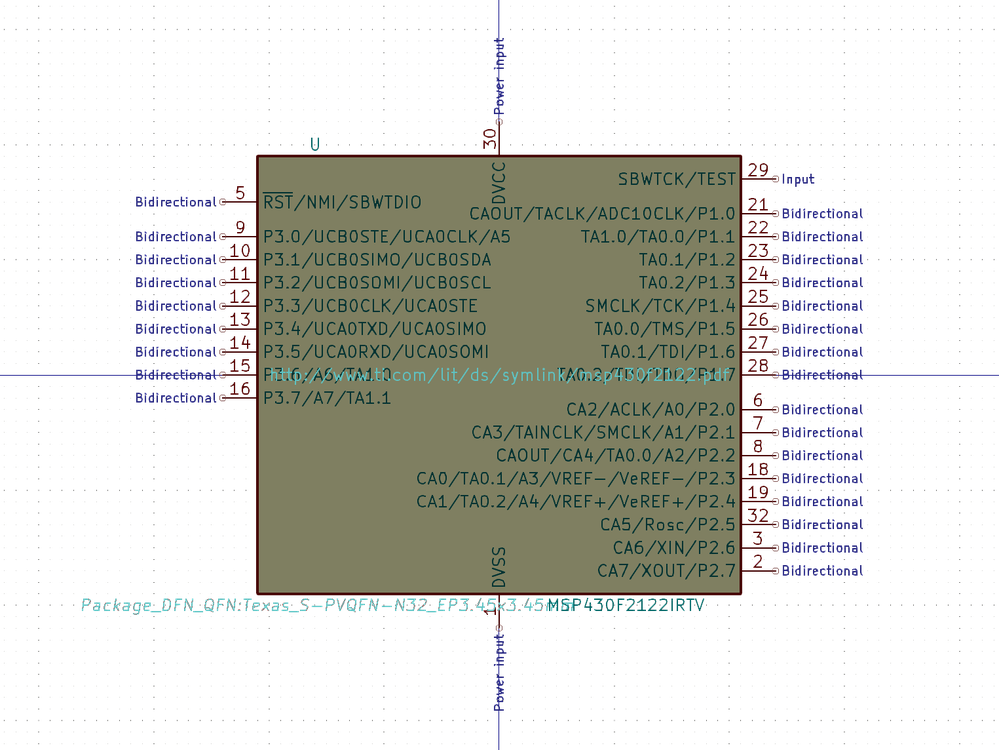 Power input
30
U
DVCC
SBWTCK/TEST 29 Input
Bidirectional 5 RST/NMI/SBWTDIO
CAOUT/TACLK/ADC10CLK/P1.0 21 Bidirectional
Bidirectional 9 P3.0/UCB0STE/UCA0CLK/A5 TA1.0/TA0.0/P1.1 22 Bidirectional
Bidirectional 10 P3.1/UCB0SIMO/UCB0SDA TA0.1/P1.2 23 Bidirectional
Bidirectional 11 P3.2/UCB0SOMI/UCB0SCL TA0.2/P1.3 24 Bidirectional
Bidirectional 12 P3.3/UCB0CLK/UCA0STE SMCLK/TCK/P1.4 25 Bidirectional
Bidirectional 13 P3.4/UCA0TXD/UCA0SIMO TA0.0/TMS/P1.5 26 Bidirectional
Bidirectional 14 P3.5/UCA0RXD/UCA0SOMI TA0.1/TDI/P1.6 27 Bidirectional
Bidirectional 15 P3.6/A6/TA1.0 http://www.ti.com/lit/ds/symlink/msp430f2122.pdf 28 Bidirectional
Bidirectional 16 P3.7/A7/TA1.1
CA2/ACLK/A0/P2.0 6 Bidirectional
CA3/TAINCLK/SMCLK/A1/P2.1 7 Bidirectional
CAOUT/CA4/TA0.0/A2/P2.2 8 Bidirectional
CA0/TA0.1/A3/VREF-/VeREF-/P2.3 18 Bidirectional
CA1/TA0.2/A4/VREF+/VeREF+/P2.4 19 Bidirectional
CA5/Rosc/P2.5 32 Bidirectional
CA6/XIN/P2.6 3 Bidirectional
CA7/XOUT/P2.7 2 Bidirectional
DVSS
Package_DFN_QFN:Texas_S-PVQFN-N32_EP3.45x3.45mm MSP430F2122IRTV
1
Power input